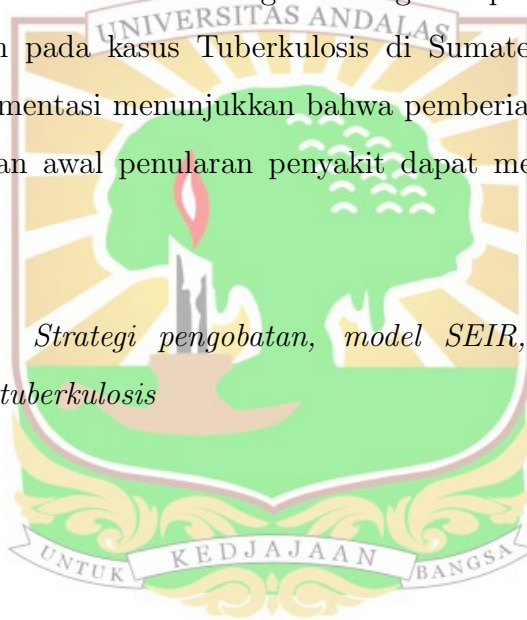 UNIVERSITAS ANDALAS
n pada kasus Tuberkulosis di Sumate
mentasi menunjukkan bahwa pemberia
an awal penularan penyakit dapat me
Strategi pengobatan, model SEIR,
tuberkulosis
UNTUK KEDJAJAAN BANGSA